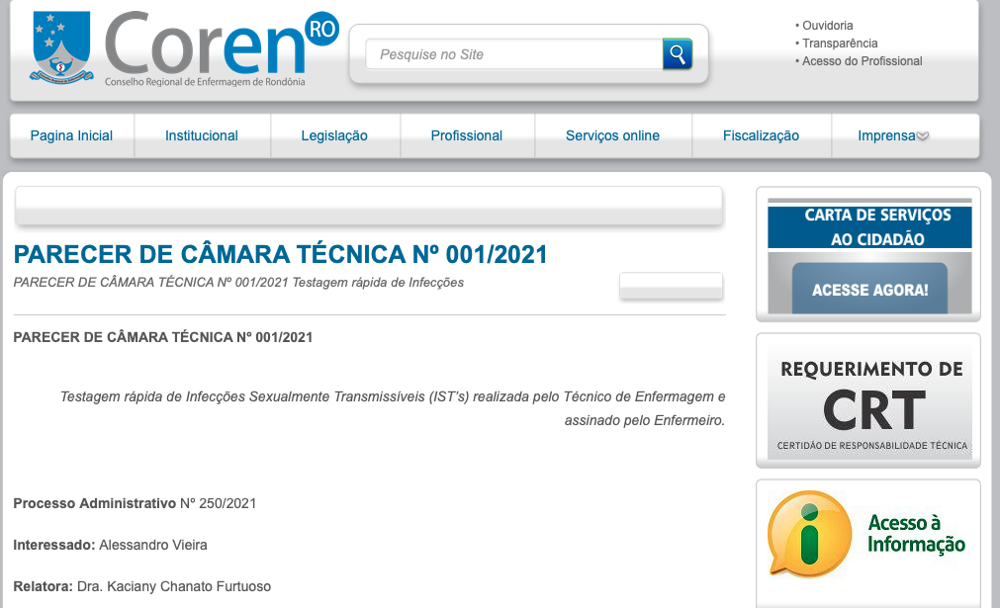 Coren RO
Conselho Regional de Enfermagem de Rondônia
Pesquise no Site
• Ouvidoria
• Transparência
• Acesso do Profissional
Pagina Inicial
Institucional
Legislação
Profissional
Serviços online
Fiscalização
Imprensa
PARECER DE CÂMARA TÉCNICA Nº 001/2021
PARECER DE CÂMARA TÉCNICA Nº 001/2021 Testagem rápida de Infecções
PARECER DE CÂMARA TÉCNICA Nº 001/2021
Testagem rápida de Infecções Sexualmente Transmissíveis (IST's) realizada pelo Técnico de Enfermagem e
assinado pelo Enfermeiro.
Processo Administrativo Nº 250/2021
Interessado: Alessandro Vieira
Relatora: Dra. Kaciany Chanato Furtuoso
CARTA DE SERVIÇOS
AO CIDADÃO
ACESSE AGORA!
REQUERIMENTO DE
CRT
CERTIDÃO DE RESPONSABILIDADE TÉCNICA
i
Acesso à
Informação